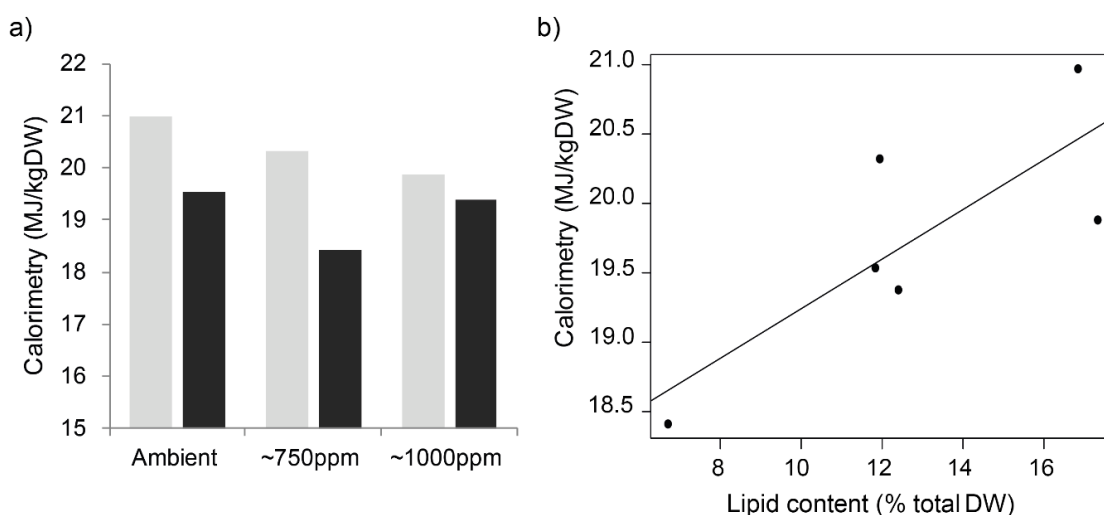 a)
22
21
20
19
18
17
16
15
Calorimetry (MJ/kgDW)
Ambient
~750ppm
~1000ppm
b)
21.0
20.5
20.0
19.5
19.0
18.5
Calorimetry (MJ/kgDW)
8
10
12
14
16
Lipid content (% total DW)